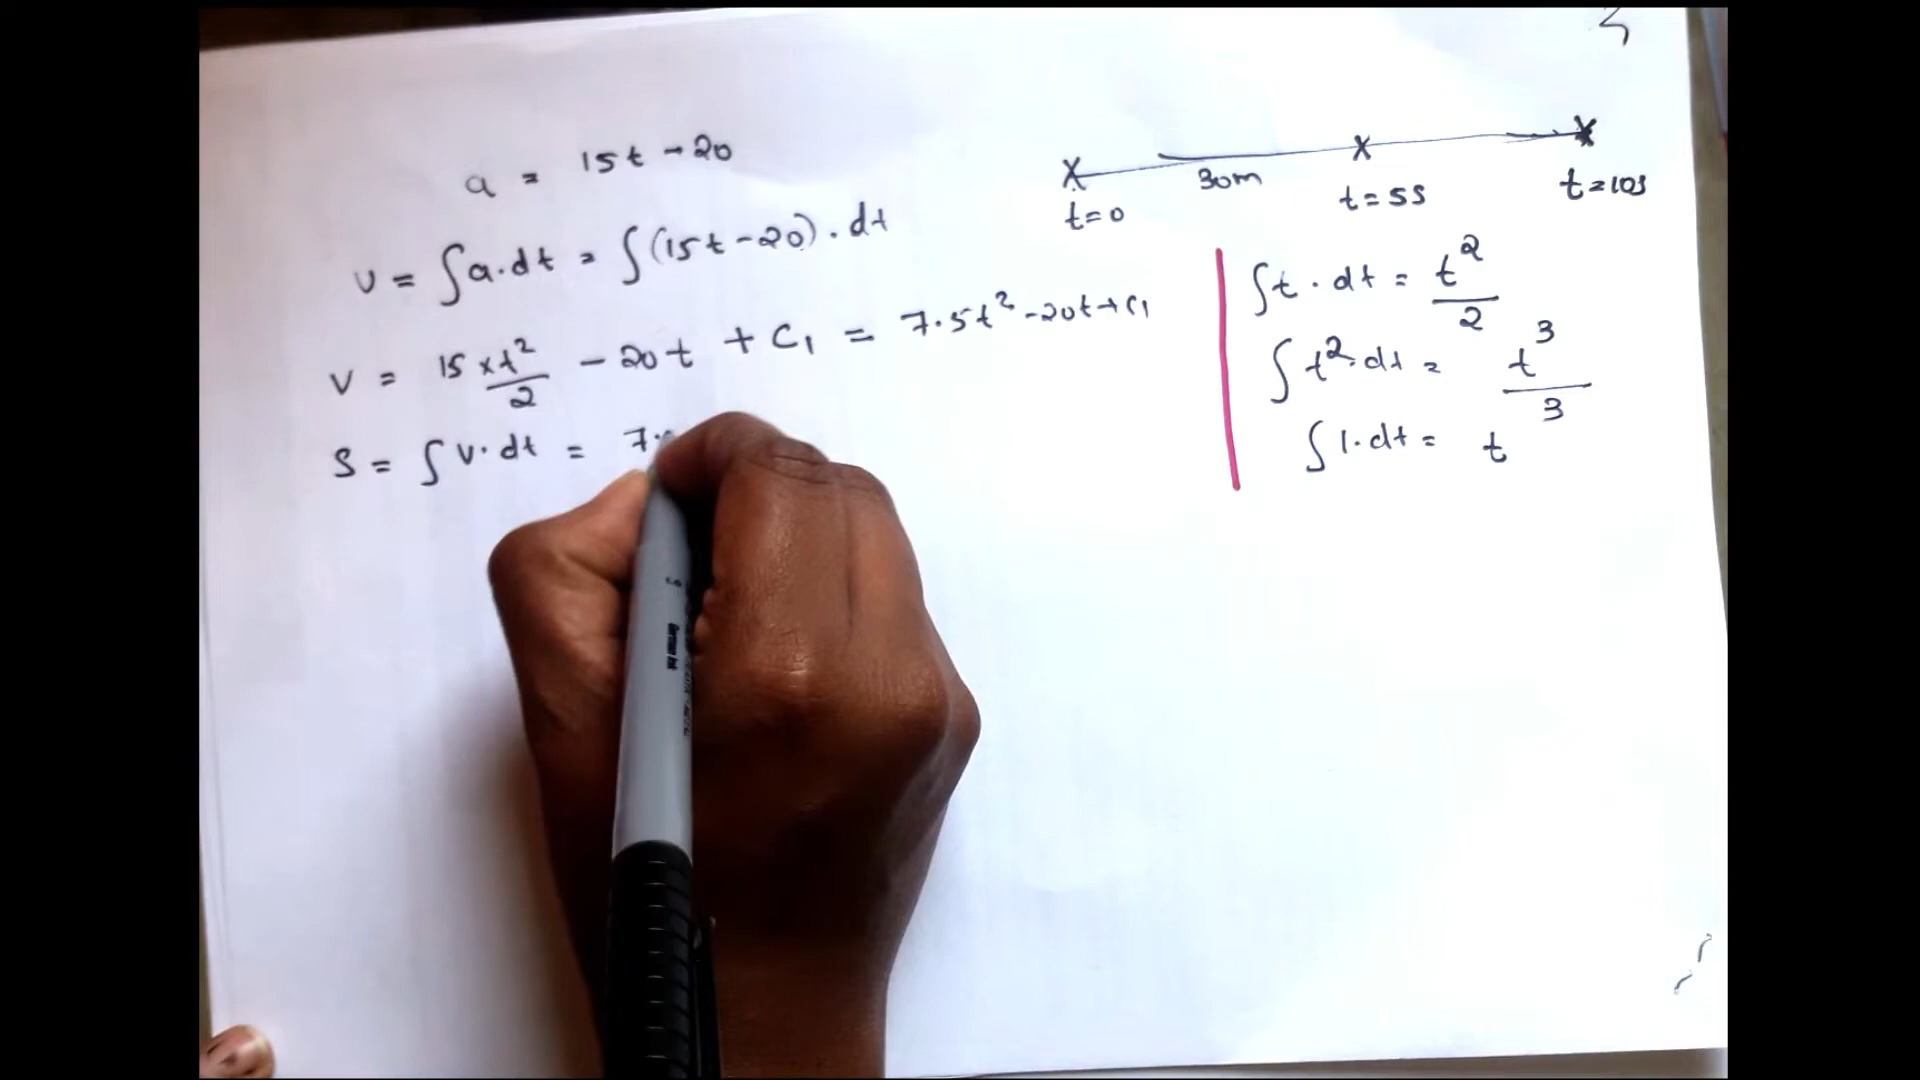 a = 15t - 20
v = ∫a.dt = ∫(15t - 20).dt
v = 15 x t²/2 - 20t + C₁ = 7.5t² - 20t + C₁
S = ∫v.dt = 7.
30m
t=0
t=5s
t=10s
∫t.dt = t²/2
∫t².dt = t³/3
∫1.dt = t